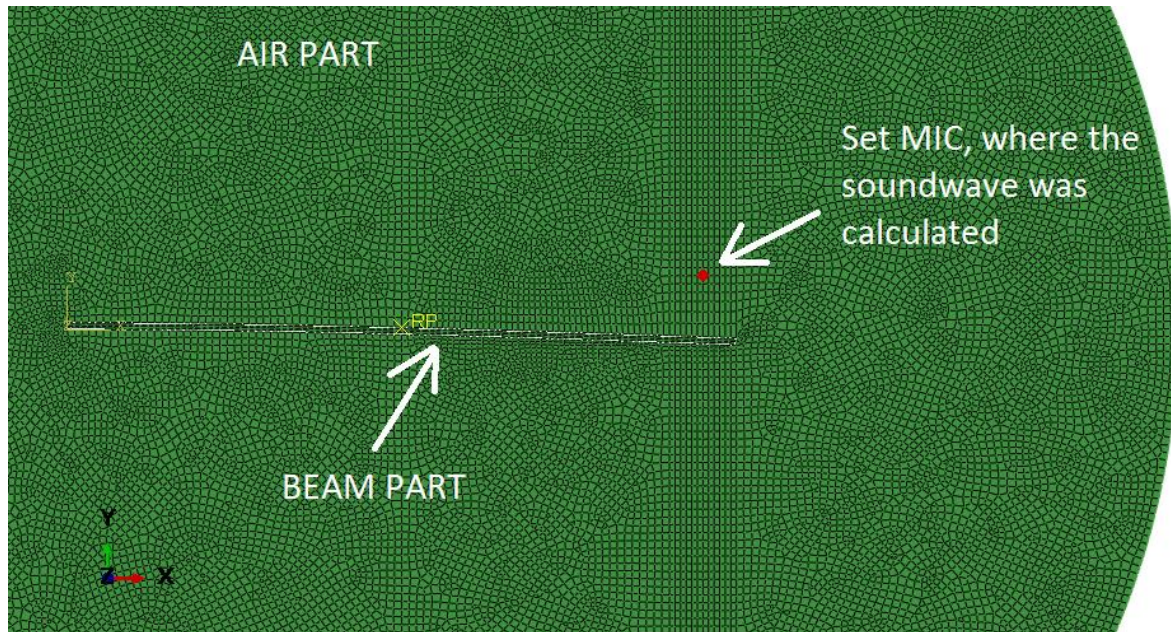 AIR PART
Set MIC, where the
soundwave was
calculated
RP
BEAM PART
Y
Z
X